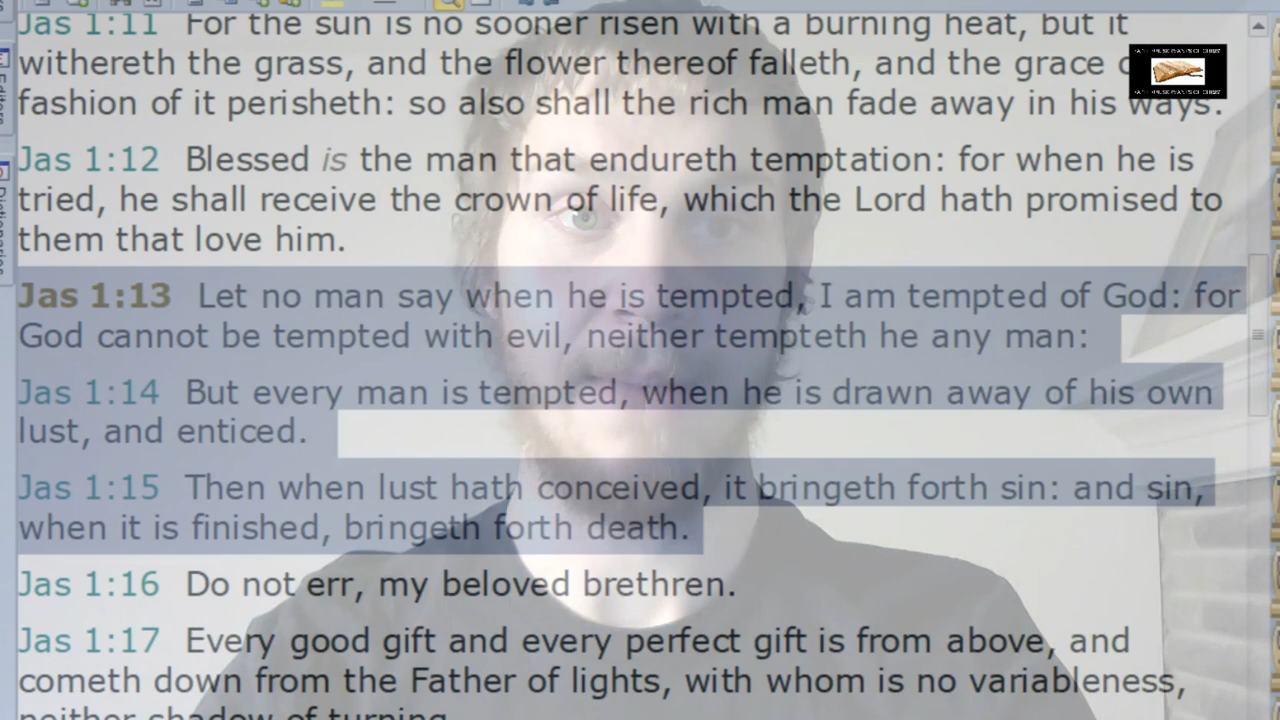 Jas 1:11 For the sun is no sooner risen with a burning heat, but it
withereth the grass, and the flower thereof falleth, and the grace
fashion of it perisheth: so also shall the rich man fade away in his ways.
Jas 1:12 Blessed is the man that endureth temptation: for when he is
tried, he shall receive the crown of life, which the Lord hath promised to
them that love him.
Jas 1:13 Let no man say when he is tempted, I am tempted of God: for
God cannot be tempted with evil, neither tempteth he any man:
Jas 1:14 But every man is tempted, when he is drawn away of his own
lust, and enticed.
Jas 1:15 Then when lust hath conceived, it bringeth forth sin: and sin,
when it is finished, bringeth forth death.
Jas 1:16 Do not err, my beloved brethren.
Jas 1:17 Every good gift and every perfect gift is from above, and
cometh down from the Father of lights, with whom is no variableness,
neither shadow of turning.
Dictionaries